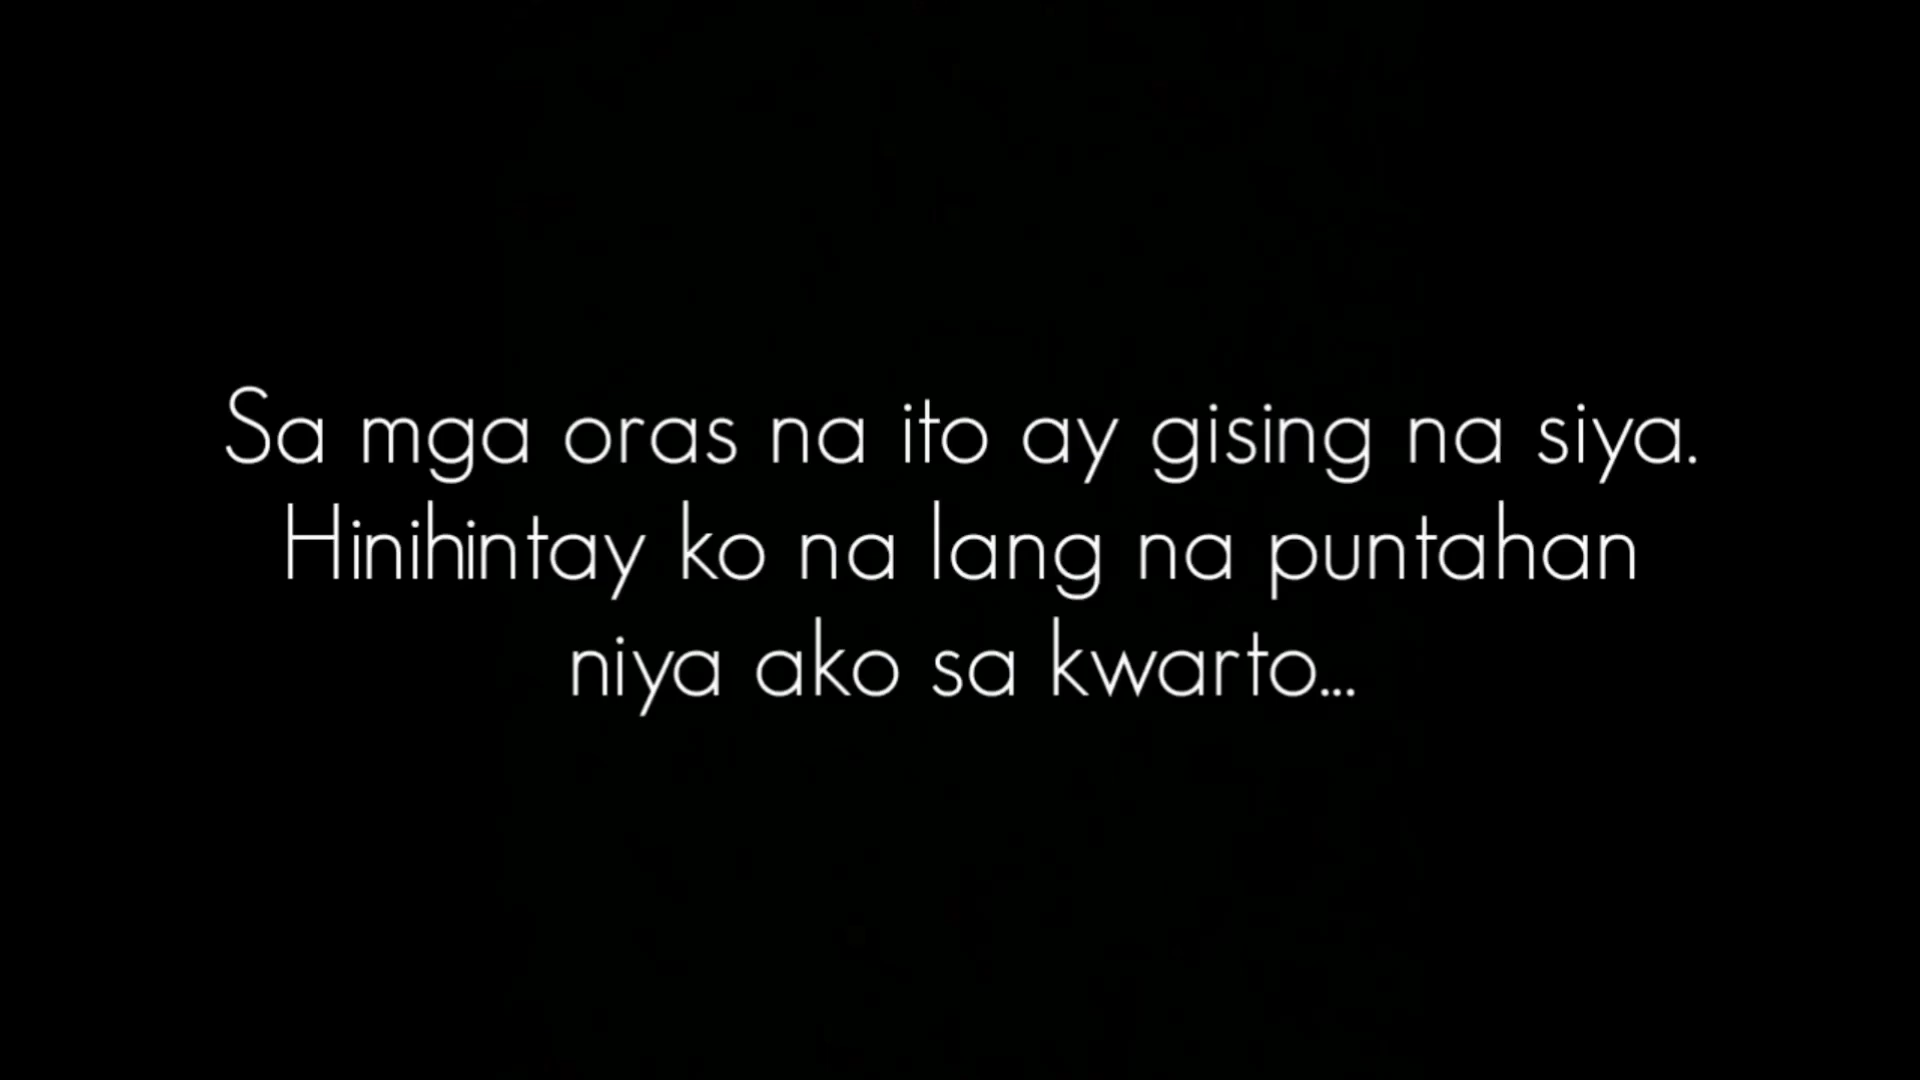 Sa mga oras na ito ay gising na siya.
Hinihintay ko na lang na puntahan
niya ako sa kwarto...